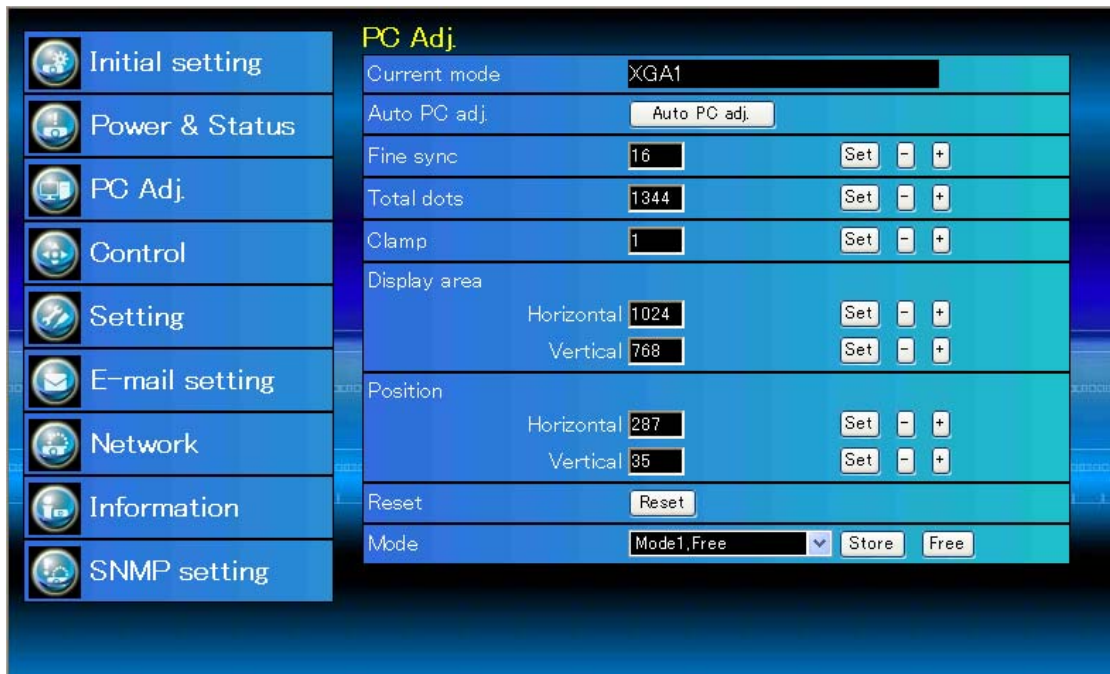 Initial setting
Power & Status
PC Adj.
Control
Setting
E-mail setting
Network
Information
SNMP setting
PC Adj.
Current mode XGA1
Auto PC adj. Auto PC adj.
Fine sync 16 Set - +
Total dots 1344 Set - +
Clamp 1 Set - +
Display area
Horizontal 1024 Set - +
Vertical 768 Set - +
Position
Horizontal 287 Set - +
Vertical 35 Set - +
Reset Reset
Mode Mode1,Free Store Free